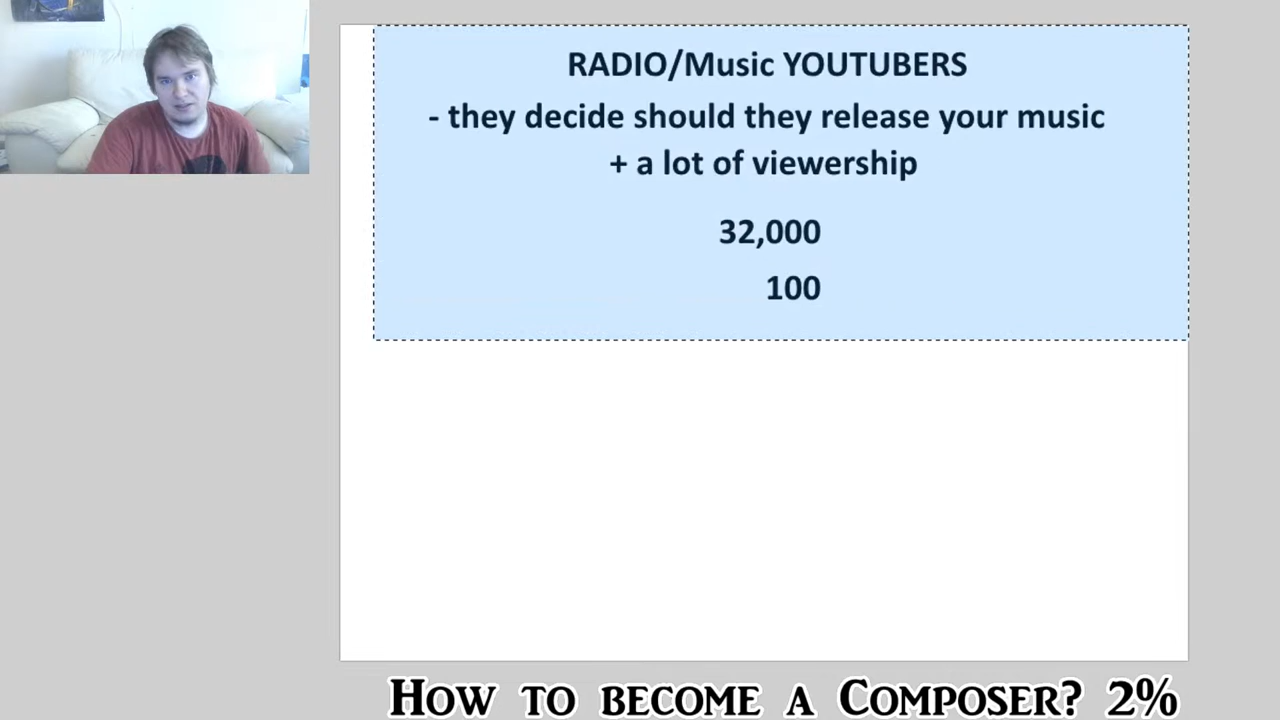 RADIO/Music YOUTUBERS
- they decide should they release your music
+ a lot of viewership
32,000
100
How to become a Composer? 2%